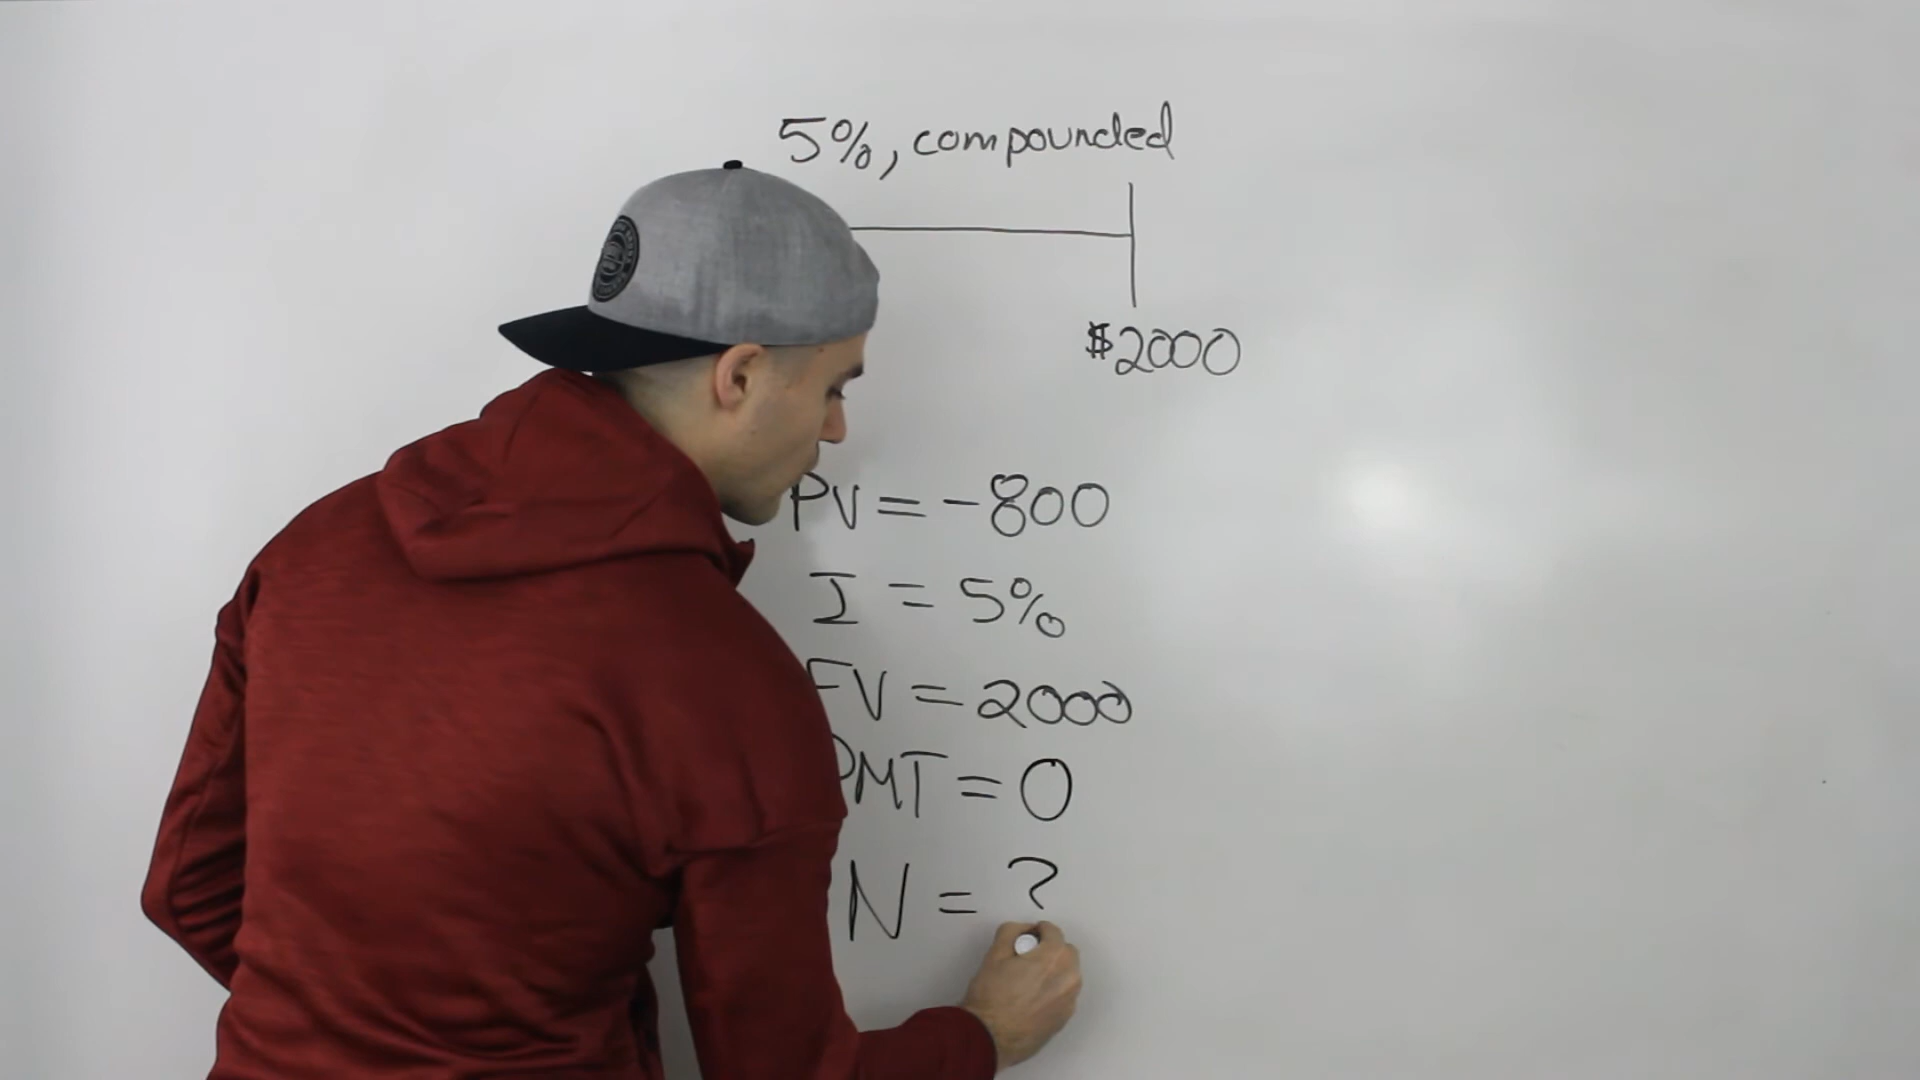 5%, compounded
$2000
PV = -800
I = 5%
FV = 2000
PMT = 0
N = ?